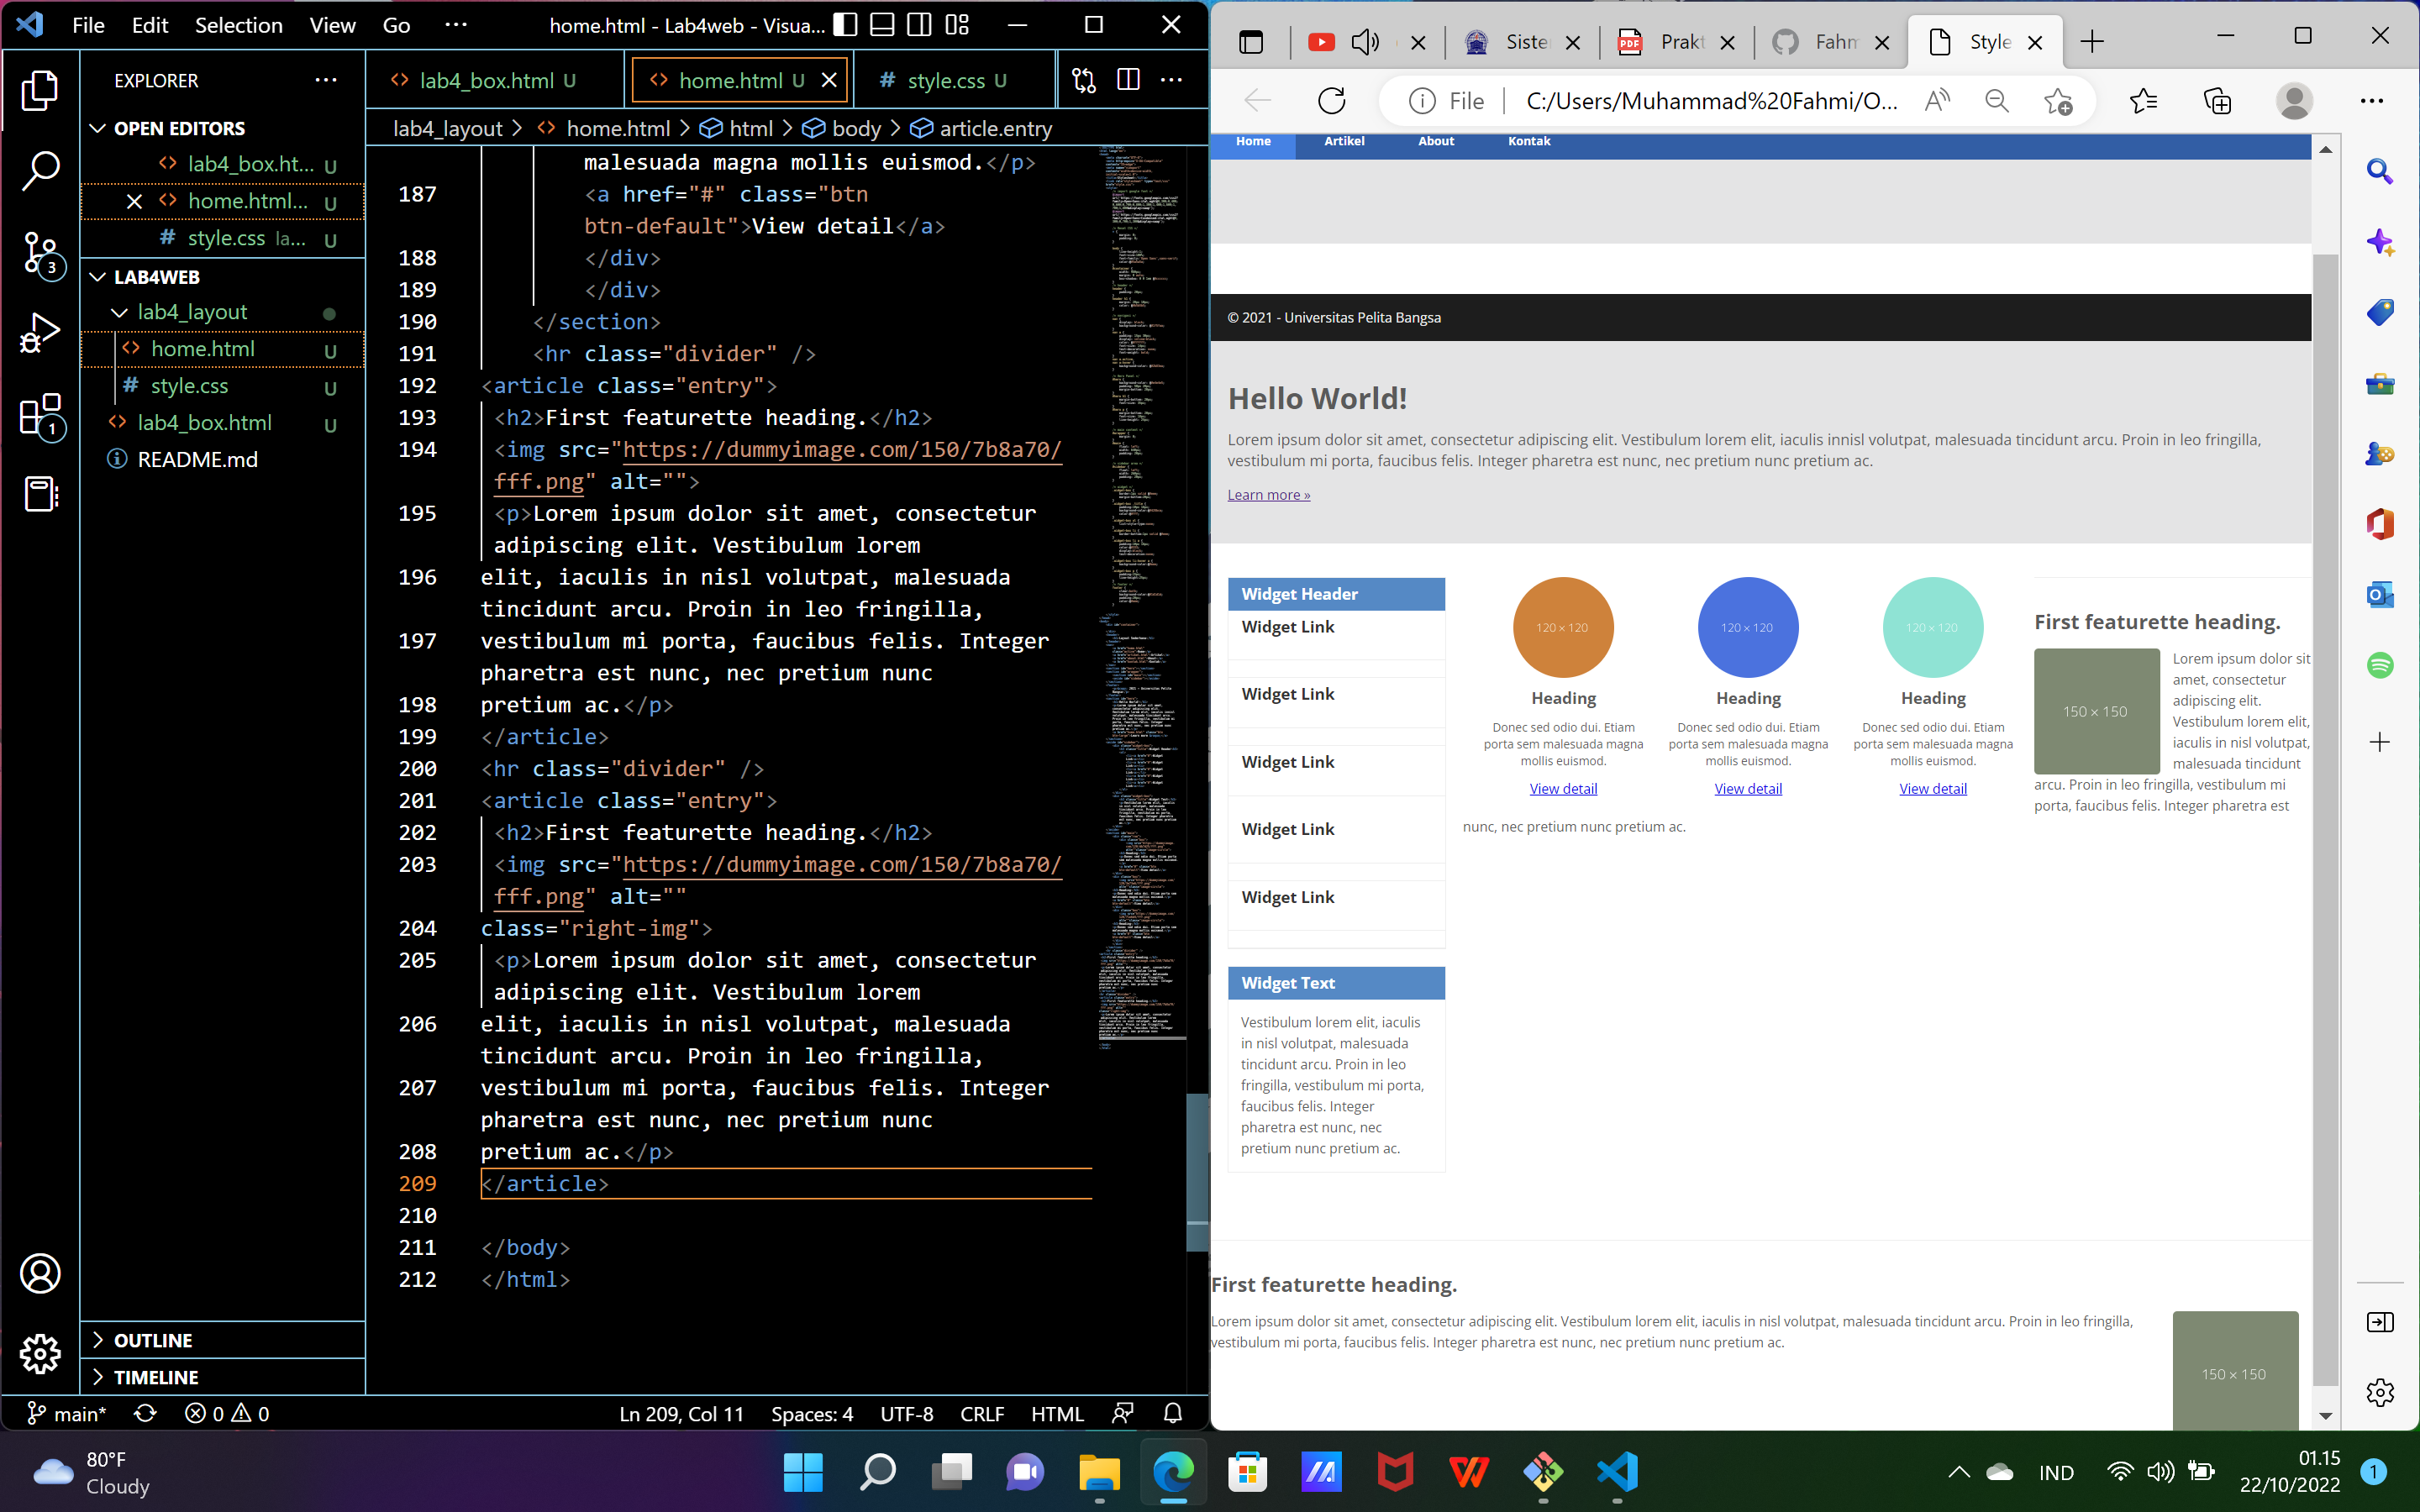 File Edit Selection View Go ··· home.html - Lab4web - Visua...
EXPLORER ···
OPEN EDITORS
lab4_box.ht... U
home.html... U
style.css la... U
LAB4WEB
lab4_layout
home.html U
style.css U
lab4_box.html U
README.md
OUTLINE
TIMELINE
3
1
lab4_box.html U home.html U # style.css U
lab4_layout > home.html > html > body > article.entry
malesuada magna mollis euismod.</p>
187 <a href="#" class="btn
btn-default">View detail</a>
188 </div>
189 </div>
190 </section>
191 <hr class="divider" />
192 <article class="entry">
193 <h2>First featurette heading.</h2>
194 <img src="https://dummyimage.com/150/7b8a70/
fff.png" alt="">
195 <p>Lorem ipsum dolor sit amet, consectetur
adipiscing elit. Vestibulum lorem
196 elit, iaculis in nisl volutpat, malesuada
tincidunt arcu. Proin in leo fringilla,
197 vestibulum mi porta, faucibus felis. Integer
pharetra est nunc, nec pretium nunc
198 pretium ac.</p>
199 </article>
200 <hr class="divider" />
201 <article class="entry">
202 <h2>First featurette heading.</h2>
203 <img src="https://dummyimage.com/150/7b8a70/
fff.png" alt=""
204 class="right-img">
205 <p>Lorem ipsum dolor sit amet, consectetur
adipiscing elit. Vestibulum lorem
206 elit, iaculis in nisl volutpat, malesuada
tincidunt arcu. Proin in leo fringilla,
207 vestibulum mi porta, faucibus felis. Integer
pharetra est nunc, nec pretium nunc
208 pretium ac.</p>
209 </article>
210
211 </body>
212 </html>
main* 0 0 Ln 209, Col 11 Spaces: 4 UTF-8 CRLF HTML
Siste Prakt Fahm Style
File C:/Users/Muhammad%20Fahmi/O...
Home Artikel About Kontak
© 2021 - Universitas Pelita Bangsa
Hello World!
Lorem ipsum dolor sit amet, consectetur adipiscing elit. Vestibulum lorem elit, iaculis innisl volutpat, malesuada tincidunt arcu. Proin in leo fringilla,
vestibulum mi porta, faucibus felis. Integer pharetra est nunc, nec pretium nunc pretium ac.
Learn more »
Widget Header
Widget Link
Widget Link
Widget Link
Widget Link
Widget Link
Widget Text
Vestibulum lorem elit, iaculis
in nisl volutpat, malesuada
tincidunt arcu. Proin in leo
fringilla, vestibulum mi porta,
faucibus felis. Integer
pharetra est nunc, nec
pretium nunc pretium ac.
120 × 120
Heading
Donec sed odio dui. Etiam
porta sem malesuada magna
mollis euismod.
View detail
120 × 120
Heading
Donec sed odio dui. Etiam
porta sem malesuada magna
mollis euismod.
View detail
120 × 120
Heading
Donec sed odio dui. Etiam
porta sem malesuada magna
mollis euismod.
View detail
First featurette heading.
150 × 150
Lorem ipsum dolor sit
amet, consectetur
adipiscing elit.
Vestibulum lorem elit,
iaculis in nisl volutpat,
malesuada tincidunt
arcu. Proin in leo fringilla, vestibulum mi
porta, faucibus felis. Integer pharetra est
nunc, nec pretium nunc pretium ac.
First featurette heading.
Lorem ipsum dolor sit amet, consectetur adipiscing elit. Vestibulum lorem elit, iaculis in nisl volutpat, malesuada tincidunt arcu. Proin in leo fringilla,
vestibulum mi porta, faucibus felis. Integer pharetra est nunc, nec pretium nunc pretium ac.
150 × 150
80°F
Cloudy
IND
01.15
22/10/2022
1